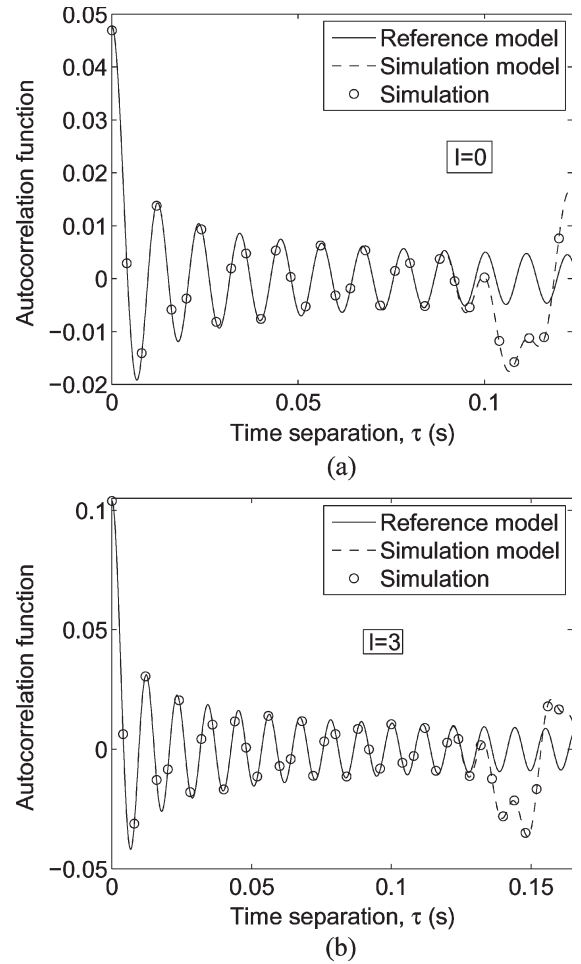 0.05
0.04
0.03
0.02
0.01
0
−0.01
−0.02
Autocorrelation function
Reference model
Simulation model
Simulation
l=0
0
0.05
0.1
Time separation, τ (s)
(a)
0.1
0.05
0
−0.05
Autocorrelation function
Reference model
Simulation model
Simulation
l=3
0
0.05
0.1
0.15
Time separation, τ (s)
(b)